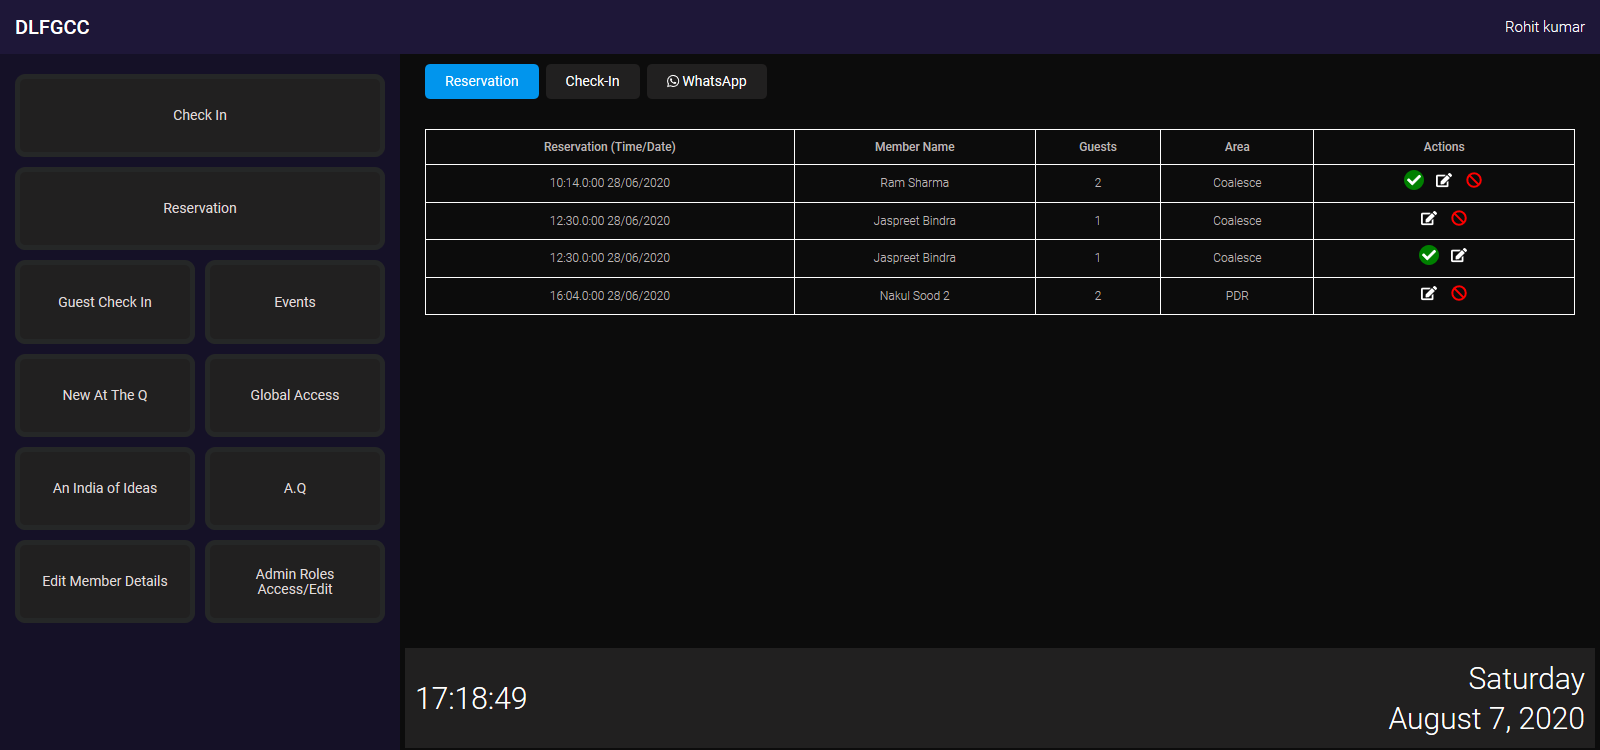 DLFGCC
Rohit kumar
Check In
Reservation
Guest Check In
Events
New At The Q
Global Access
An India of Ideas
A.Q
Edit Member Details
Admin Roles
Access/Edit
Reservation
Check-In
WhatsApp
Reservation (Time/Date) Member Name Guests Area Actions
10:14.0:00 28/06/2020 Ram Sharma 2 Coalesce
12:30.0:00 28/06/2020 Jaspreet Bindra 1 Coalesce
12:30.0:00 28/06/2020 Jaspreet Bindra 1 Coalesce
16:04.0:00 28/06/2020 Nakul Sood 2 2 PDR
17:18:49
Saturday
August 7, 2020